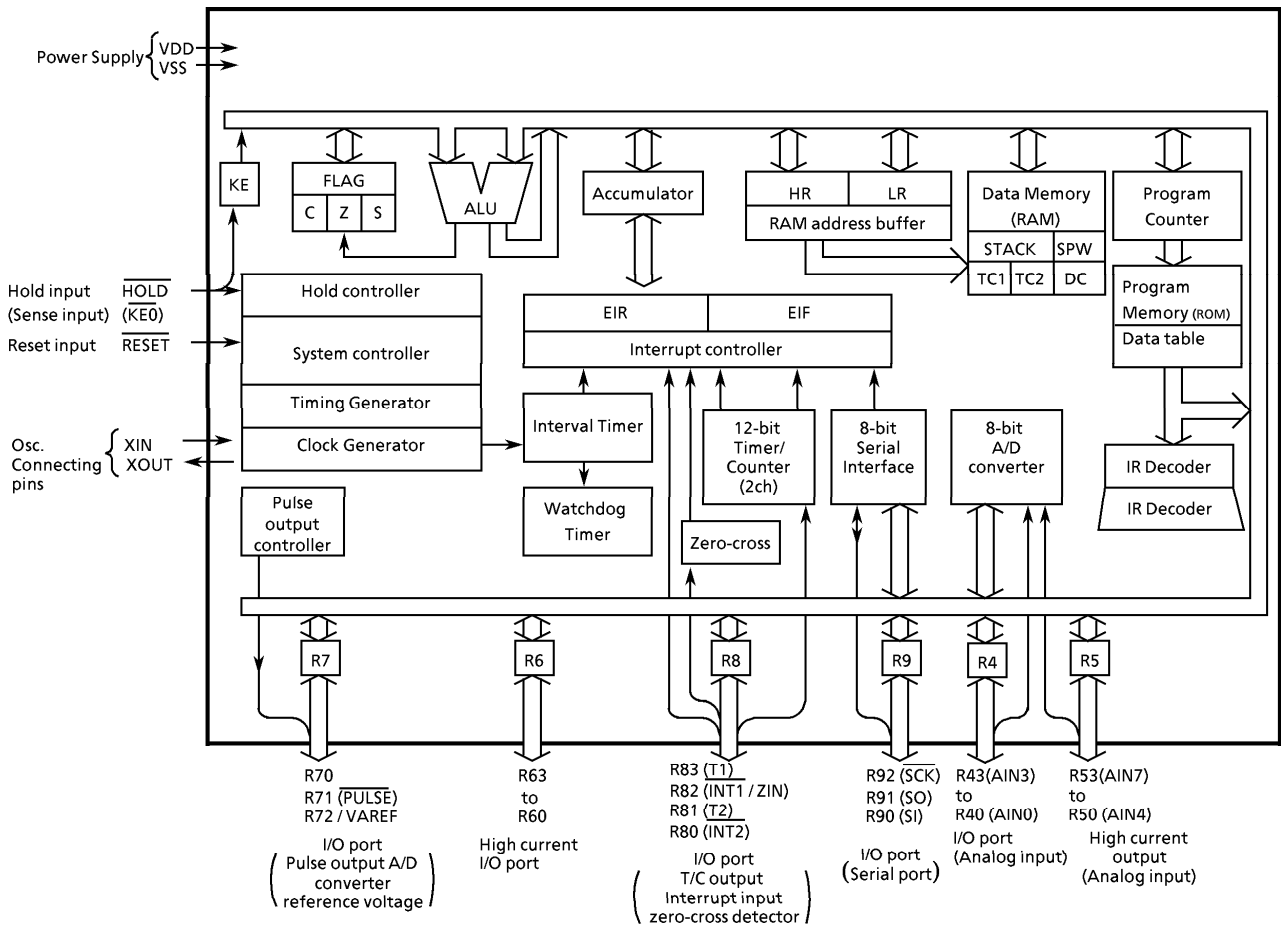 Power Supply
VDD
VSS
KE
FLAG
C Z S
ALU
Accumulator
HR LR
RAM address buffer
Data Memory
(RAM)
STACK SPW
TC1 TC2 DC
Program
Counter
Program
Memory (ROM)
Data table
Hold input HOLD
(Sense input) (KE0)
Reset input RESET
Hold controller
System controller
Timing Generator
Clock Generator
EIR EIF
Interrupt controller
Osc.
Connecting
pins
XIN
XOUT
Interval Timer
Watchdog
Timer
12-bit
Timer/
Counter
(2ch)
8-bit
Serial
Interface
8-bit
A/D
converter
IR Decoder
IR Decoder
Pulse
output
controller
Zero-cross
R7
R6
R8
R9
R4
R5
R70
R71 (PULSE)
R72 / VAREF
I/O port
(Pulse output A/D
converter
reference voltage)
R63
to
R60
High current
I/O port
R83 (T1)
R82 (INT1 / ZIN)
R81 (T2)
R80 (INT2)
I/O port
(T/C output
Interrupt input
zero-cross detector)
R92 (SCK)
R91 (SO)
R90 (SI)
I/O port
(Serial port)
R43(AIN3)
to
R40 (AIN0)
I/O port
(Analog input)
R53(AIN7)
to
R50 (AIN4)
High current
output
(Analog input)